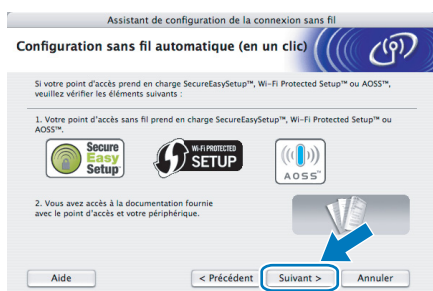 Assistant de configuration de la connexion sans fil
Configuration sans fil automatique (en un clic)
Si votre point d'accès prend en charge SecureEasySetup™, Wi-Fi Protected Setup™ ou AOSS™,
veuillez vérifier les éléments suivants :
1. Votre point d'accès sans fil prend en charge SecureEasySetup™, Wi-Fi Protected Setup™ ou
AOSS™.
Secure
Easy
Setup
WI-FI PROTECTED
SETUP
AOSS™
2. Vous avez accès à la documentation fournie
avec le point d'accès et votre périphérique.
Aide
< Précédent
Suivant >
Annuler